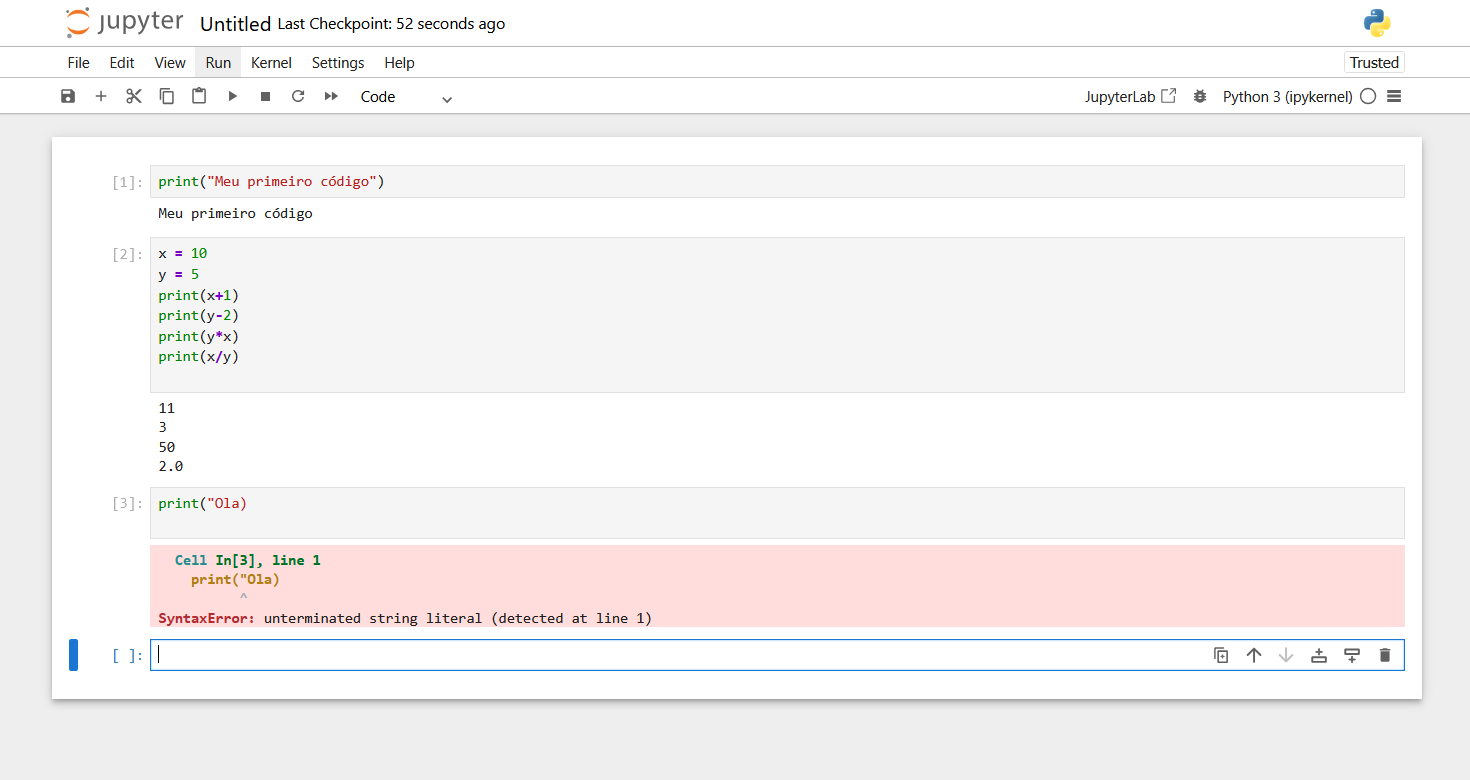 jupyter Untitled Last Checkpoint: 52 seconds ago
File Edit View Run Kernel Settings Help Trusted
Code JupyterLab Python 3 (ipykernel)
[1]: print("Meu primeiro código")
Meu primeiro código
[2]: x = 10
y = 5
print(x+1)
print(y-2)
print(y*x)
print(x/y)
11
3
50
2.0
[3]: print("Ola)
Cell In[3], line 1
print("Ola)
^
SyntaxError: unterminated string literal (detected at line 1)
[ ]: